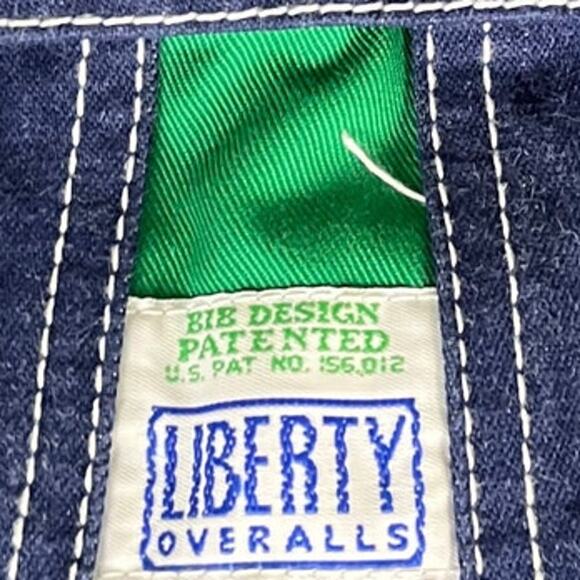 BIB DESIGN
PATENTED
U.S. PAT NO. 156,012
LIBERTY
OVERALLS